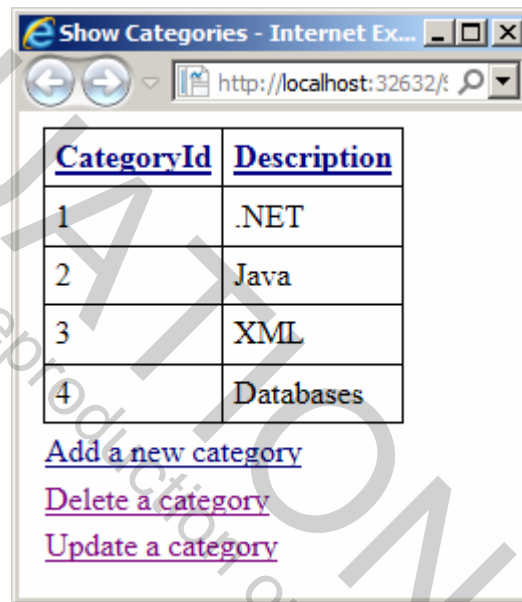 Show Categories - Internet Ex...
http://localhost:32632/
CategoryId Description
1 .NET
2 Java
3 XML
4 Databases
Add a new category
Delete a category
Update a category